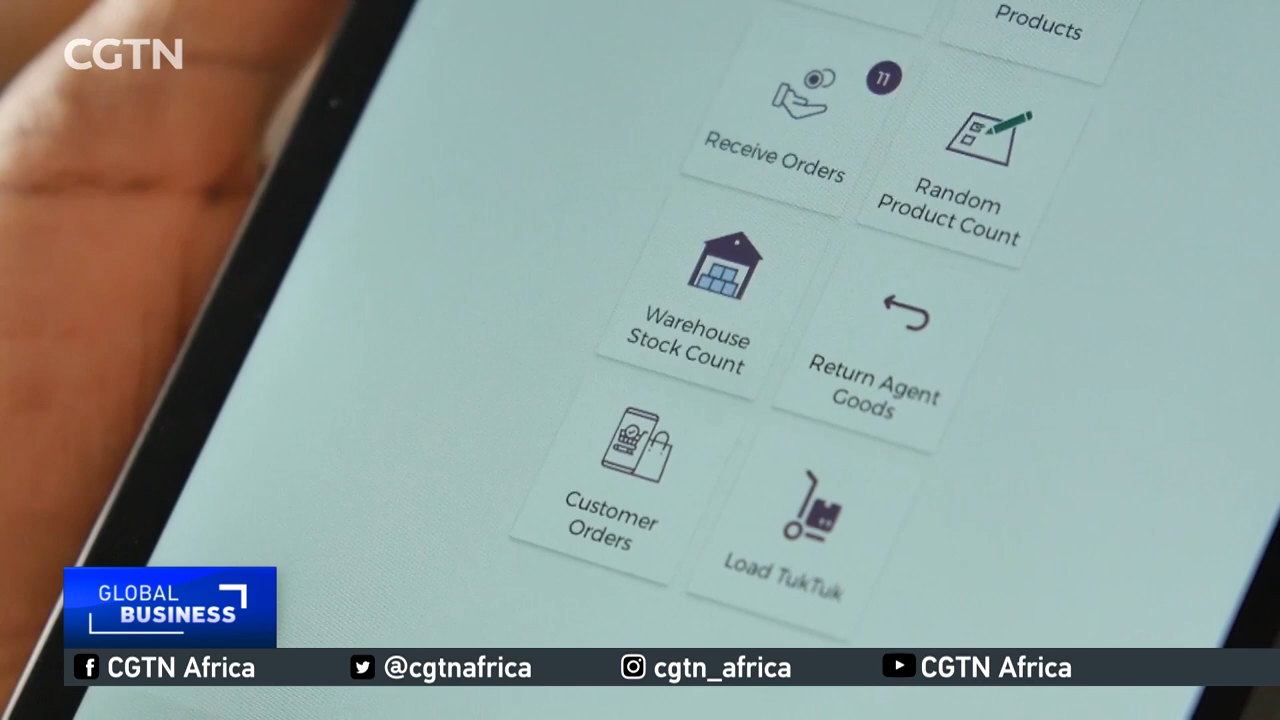 CGTN
Products
11
Receive Orders
Random
Product Count
Warehouse
Stock Count
Return Agent
Goods
Customer
Orders
Load TukTuk
GLOBAL
BUSINESS
CGTN Africa
@cgtnafrica
cgtn_africa
CGTN Africa